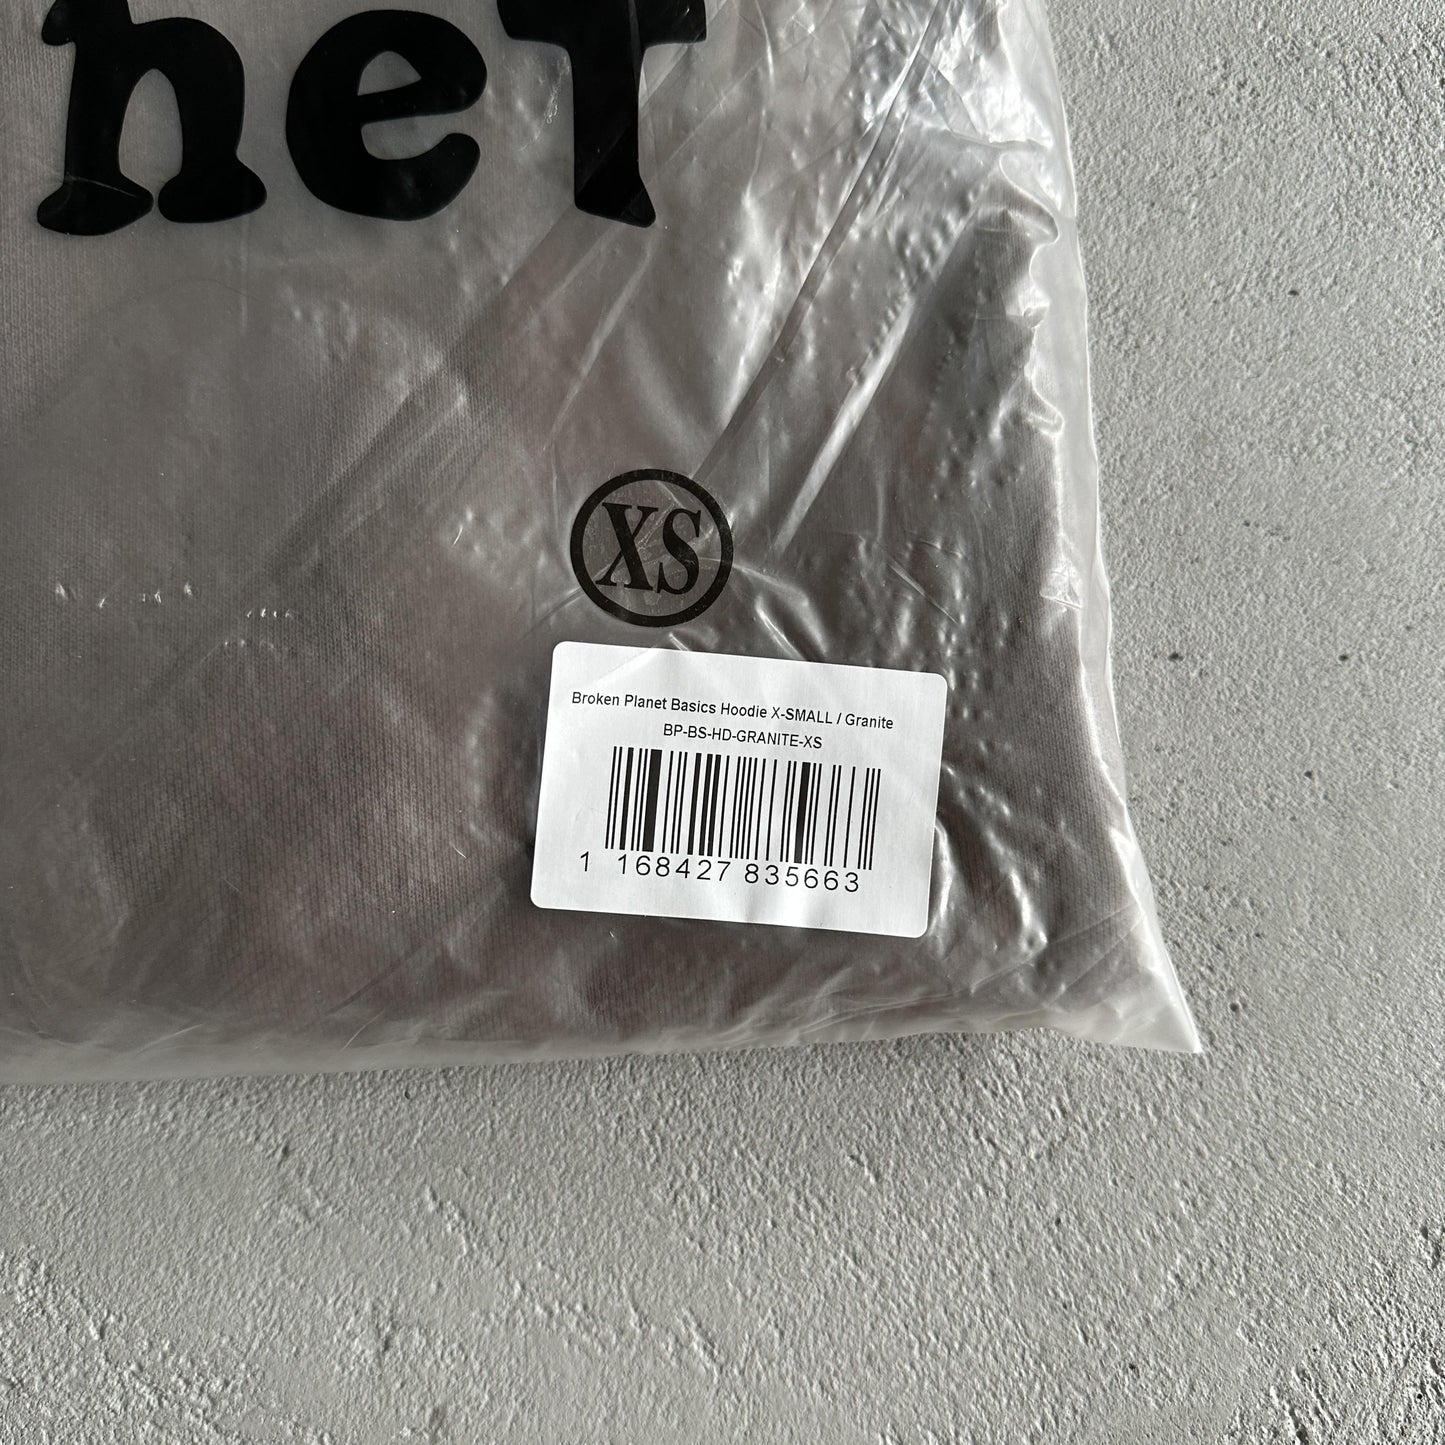 neT
XS
Broken Planet Basics Hoodie X-SMALL / Granite
BP-BS-HD-GRANITE-XS
1 168427 835663